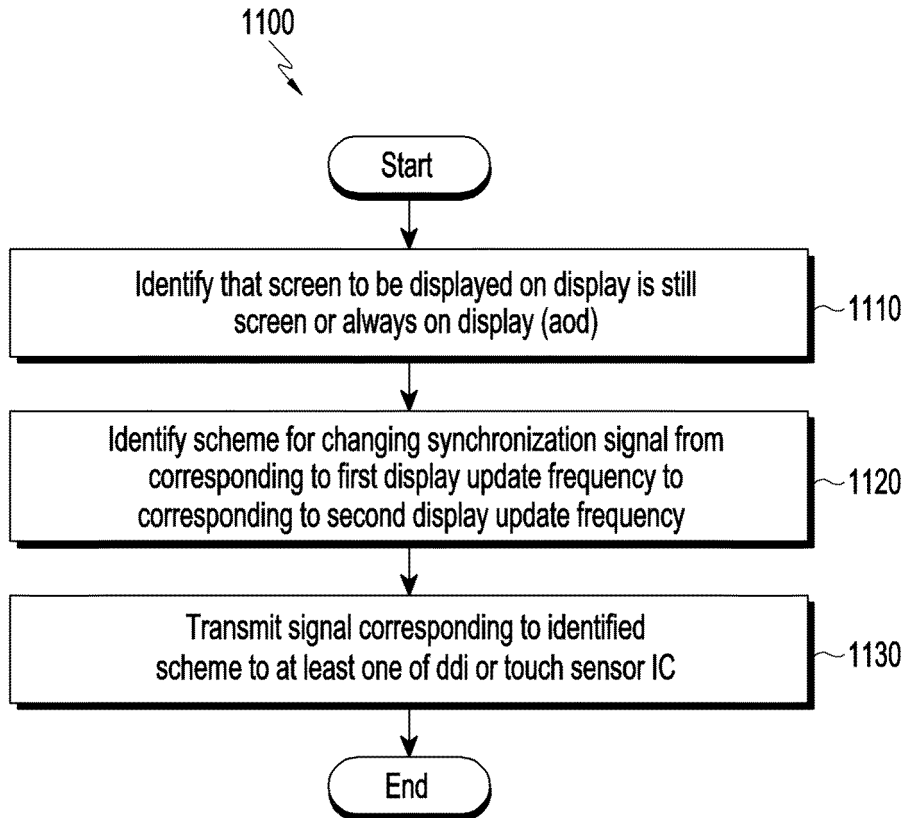 1100
Start
Identify that screen to be displayed on display is still
screen or always on display (aod)
1110
Identify scheme for changing synchronization signal from
corresponding to first display update frequency to
corresponding to second display update frequency
1120
Transmit signal corresponding to identified
scheme to at least one of ddi or touch sensor IC
1130
End